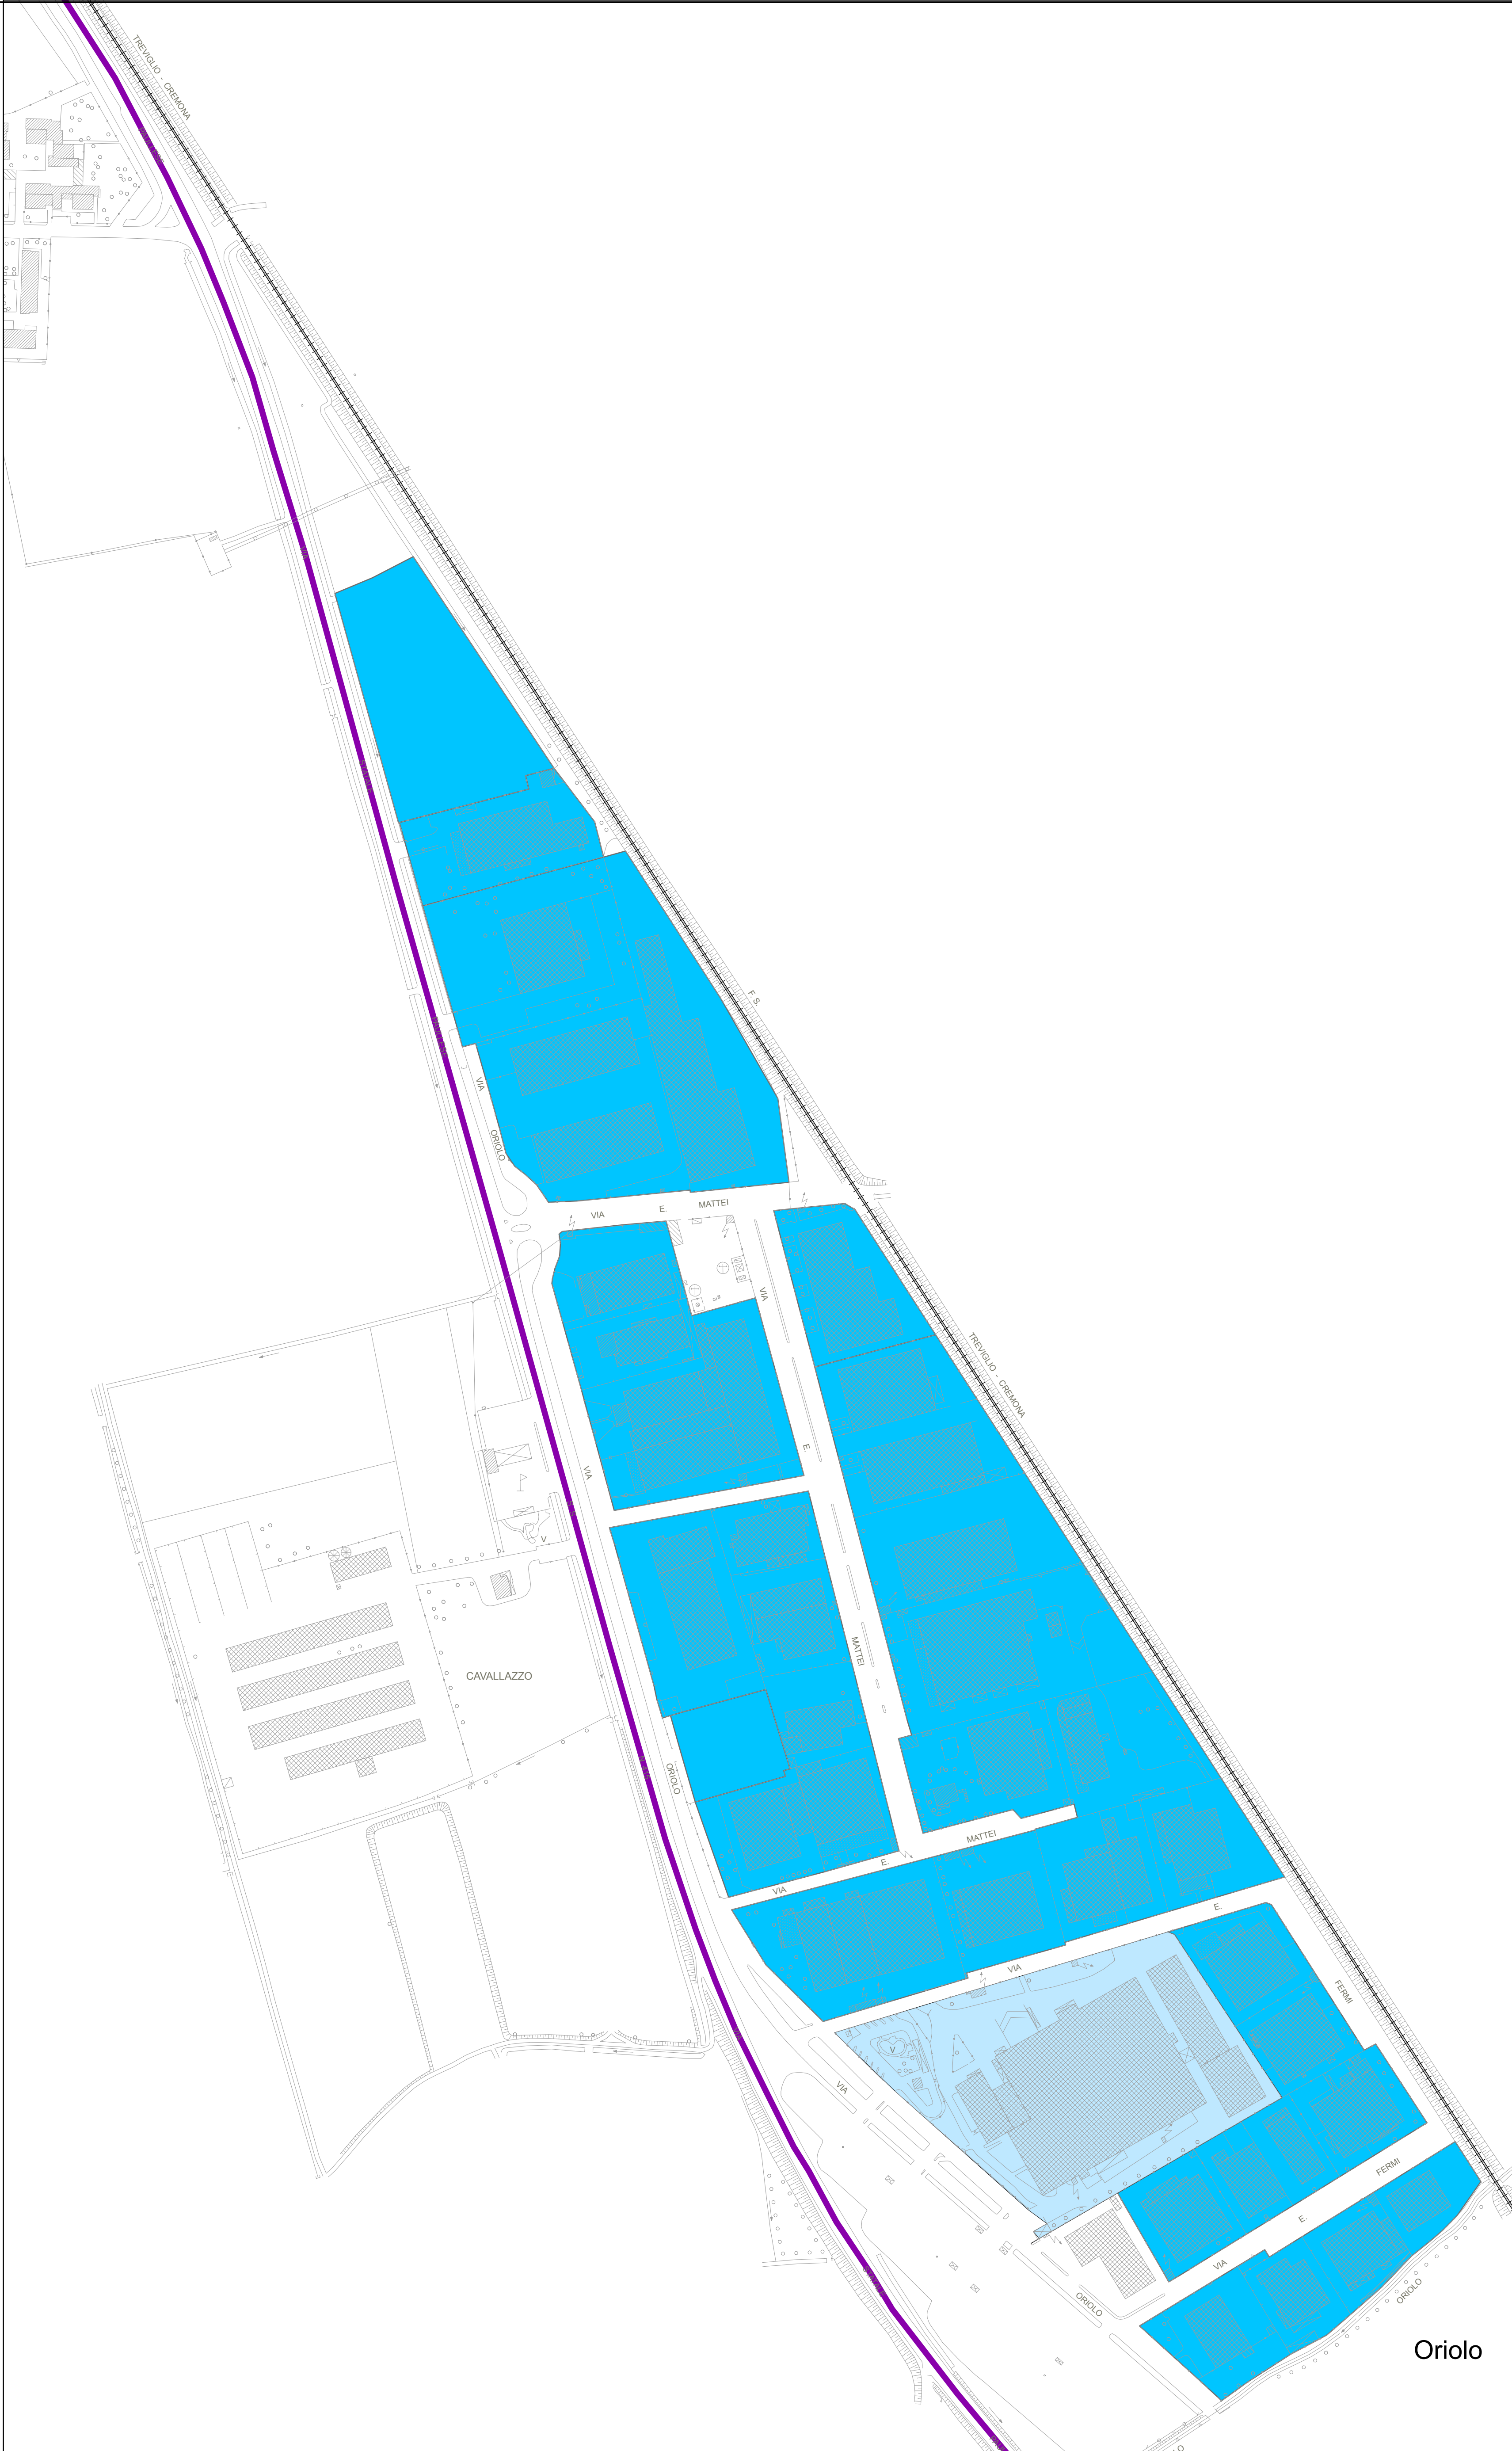 TREVIGLIO - CREMONA
F.S.
VIA
ORIOLO
VIA
E.
MATTEI
VIA
TREVIGLIO - CREMONA
E.
VIA
V
MATTEI
CAVALLAZZO
ORIOLO
MATTEI
E.
VIA
E.
VIA
FERMI
V
VIA
FERMI
E.
VIA
ORIOLO
ORIOLO
Oriolo